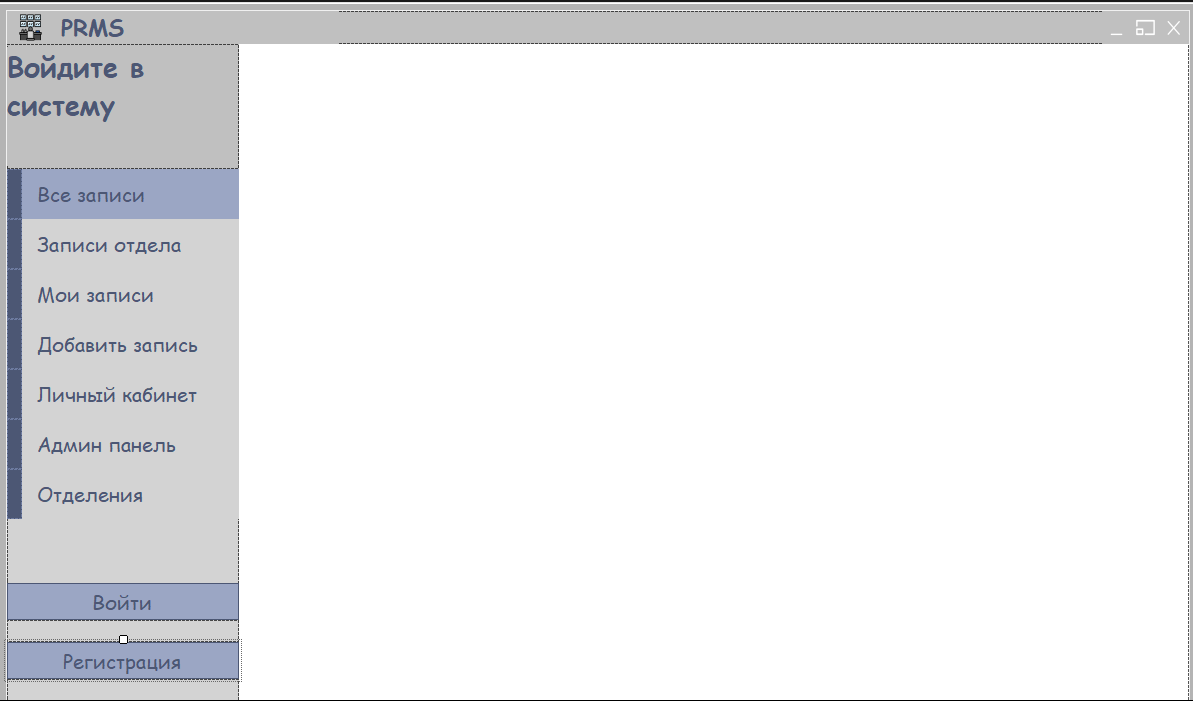 PRMS
Войдите в
систему
Все записи
Записи отдела
Мои записи
Добавить запись
Личный кабинет
Админ панель
Отделения
Войти
Регистрация